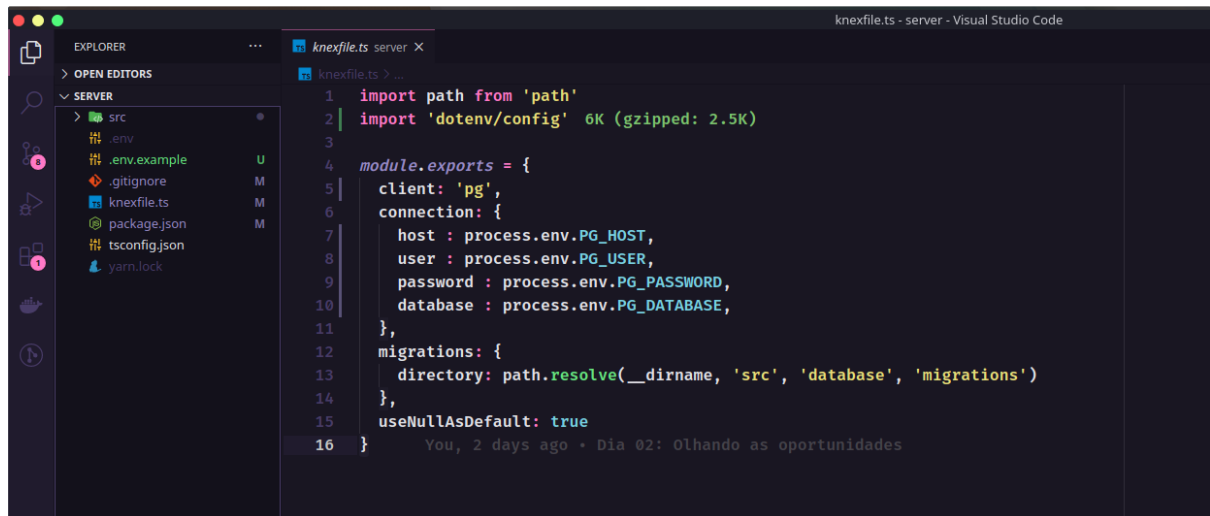 knexfile.ts - server - Visual Studio Code
EXPLORER ···
OPEN EDITORS
SERVER
src
.env
.env.example U
.gitignore M
knexfile.ts M
package.json M
tsconfig.json
yarn.lock
8
1
knexfile.ts server
knexfile.ts > ...
1 import path from 'path'
2 import 'dotenv/config' 6K (gzipped: 2.5K)
3
4 module.exports = {
5 client: 'pg',
6 connection: {
7 host : process.env.PG_HOST,
8 user : process.env.PG_USER,
9 password : process.env.PG_PASSWORD,
10 database : process.env.PG_DATABASE,
11 },
12 migrations: {
13 directory: path.resolve(__dirname, 'src', 'database', 'migrations')
14 },
15 useNullAsDefault: true
16 } You, 2 days ago • Dia 02: Olhando as oportunidades